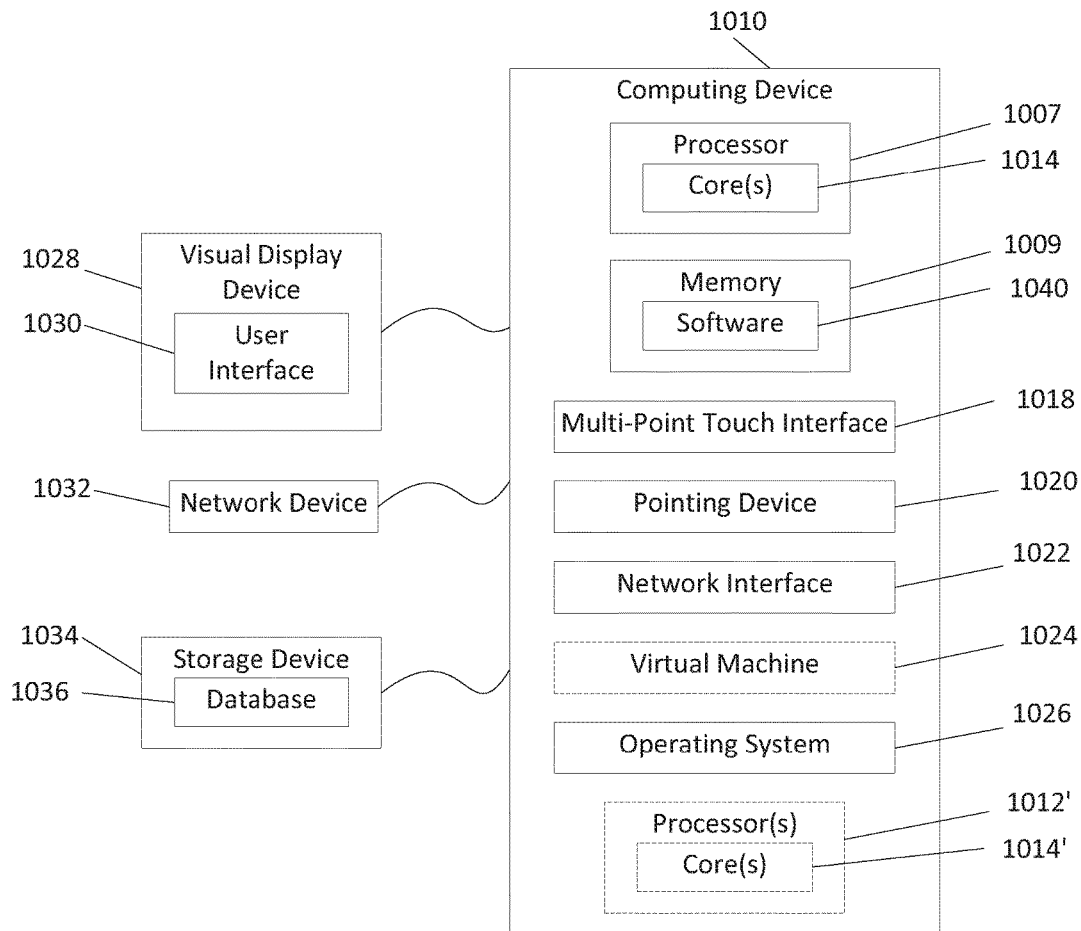 1010
Computing Device
1007
Processor
1014
Core(s)
1028
Visual Display
Device
1009
Memory
1040
Software
1030
User
Interface
1018
Multi-Point Touch Interface
1032
Network Device
1020
Pointing Device
1022
Network Interface
1034
Storage Device
1036
Database
1024
Virtual Machine
1026
Operating System
1012'
Processor(s)
1014'
Core(s)